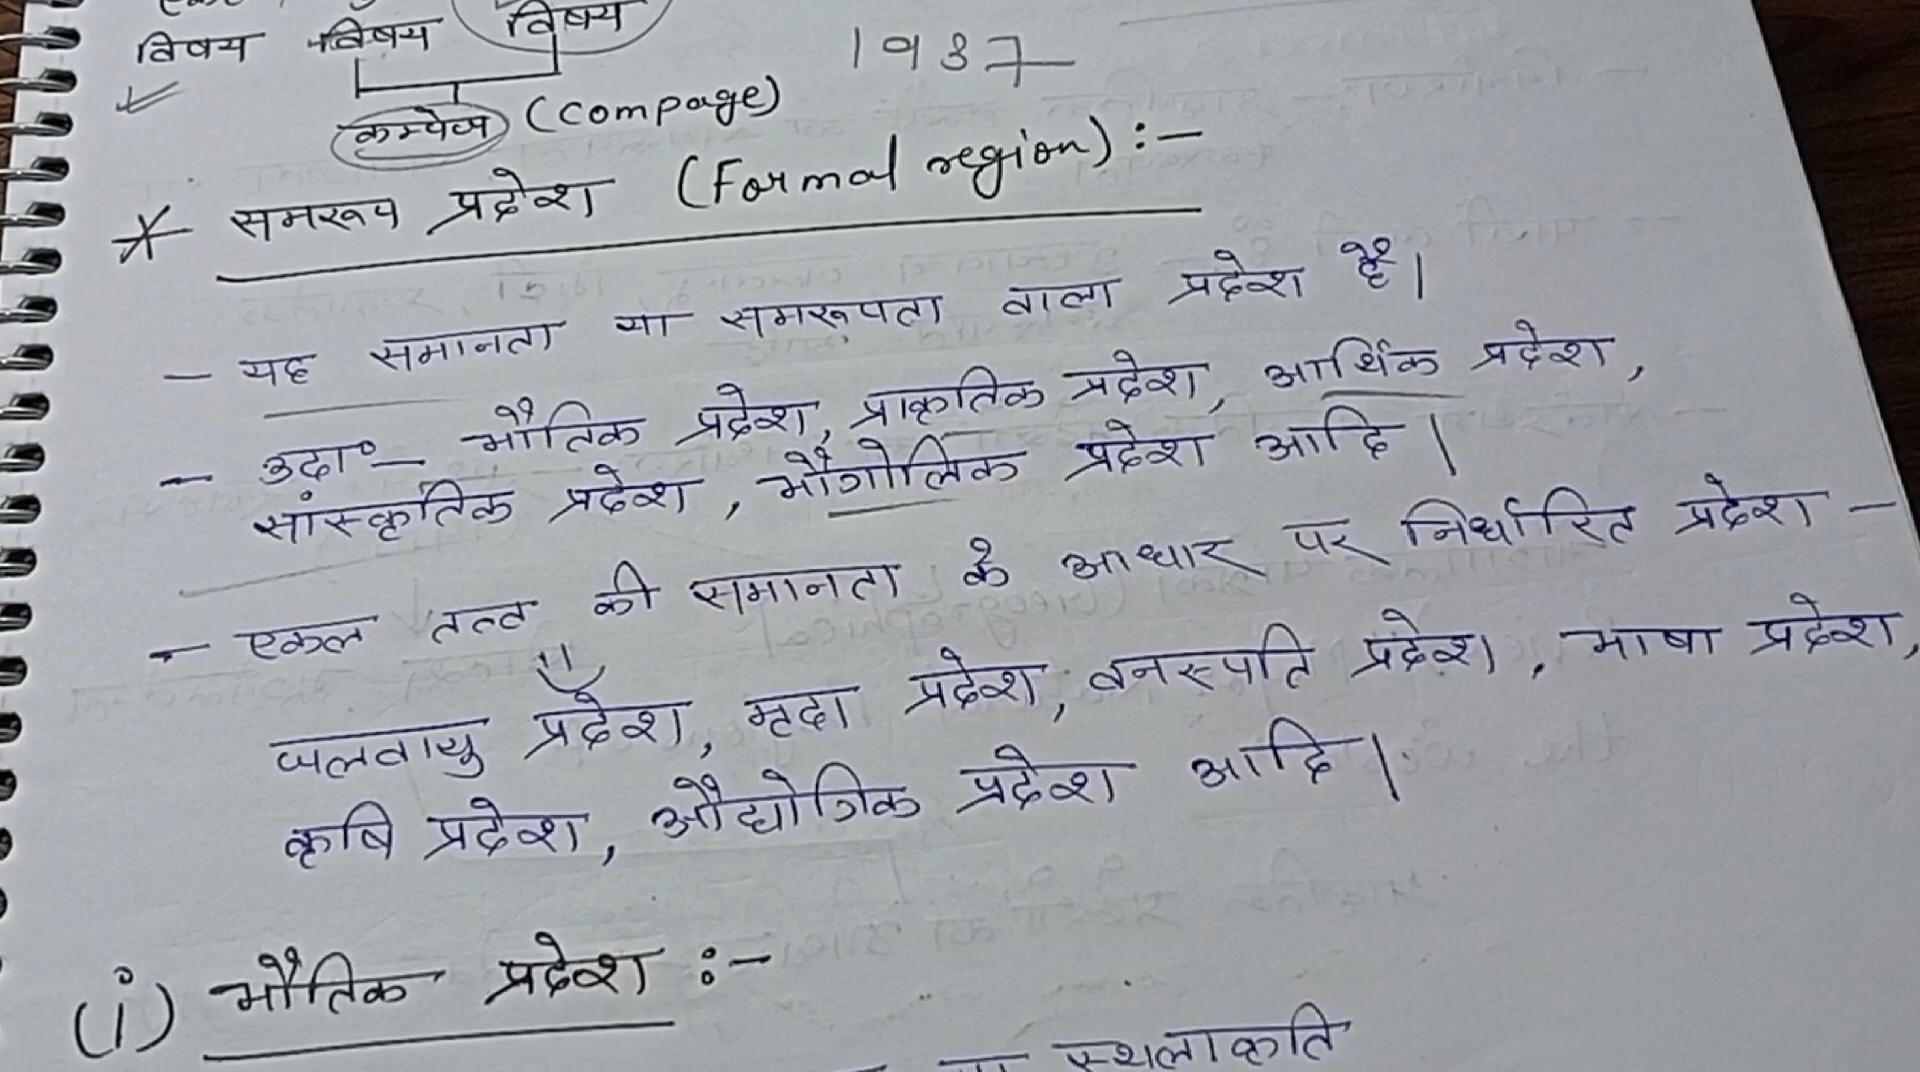 विषय विषय विषय
1937
कम्पेज (compage)
* समरूप प्रदेश (Formal region) :-
- यह समानता या समरूपता वाला प्रदेश है।
- उदा० - भौतिक प्रदेश, प्राकृतिक प्रदेश, आर्थिक प्रदेश,
सांस्कृतिक प्रदेश, भौगोलिक प्रदेश आदि।
- एकल तत्व की समानता के आधार पर निर्धारित प्रदेश -
जलवायु प्रदेश, मृदा प्रदेश, वनस्पति प्रदेश, भाषा प्रदेश,
कृषि प्रदेश, औद्योगिक प्रदेश आदि।
(i) भौतिक प्रदेश :-
या स्थलाकृति